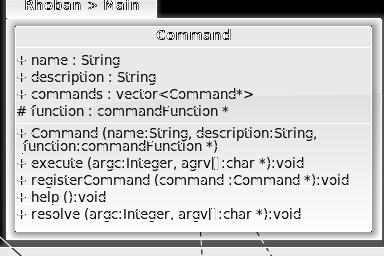 Rhoban > Main
Command
+ name : String
+ description : String
+ commands : vector<Command*>
# function : commandFunction *
+ Command (name:String, description:String,
function:commandFunction *)
+ execute (argc:Integer, agrv[]:char *):void
+ registerCommand (command :Command *):void
+ help ():void
+ resolve (argc:Integer, agrv[]:char *):void